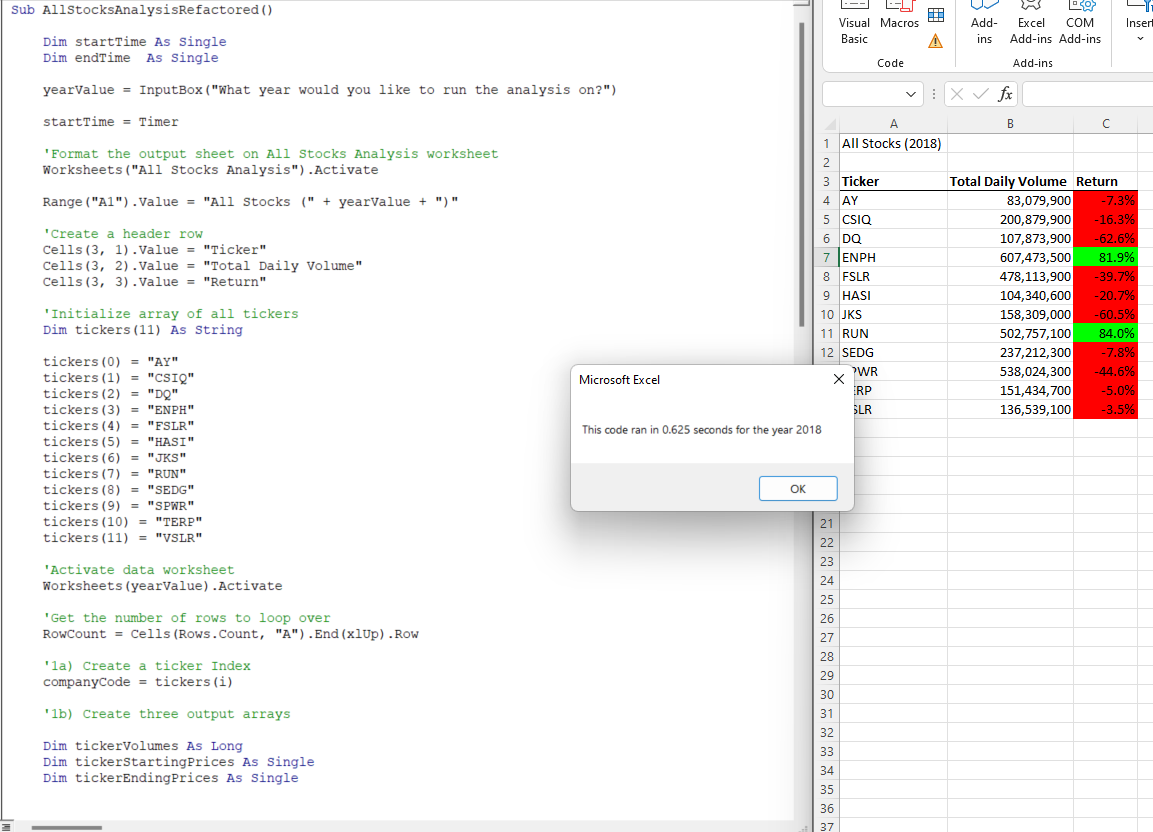 Sub AllStocksAnalysisRefactored()
Dim startTime As Single
Dim endTime  As Single
yearValue = InputBox("What year would you like to run the analysis on?")
startTime = Timer
'Format the output sheet on All Stocks Analysis worksheet
Worksheets("All Stocks Analysis").Activate
Range("A1").Value = "All Stocks (" + yearValue + ")"
'Create a header row
Cells(3, 1).Value = "Ticker"
Cells(3, 2).Value = "Total Daily Volume"
Cells(3, 3).Value = "Return"
'Initialize array of all tickers
Dim tickers(11) As String
tickers(0) = "AY"
tickers(1) = "CSIQ"
tickers(2) = "DQ"
tickers(3) = "ENPH"
tickers(4) = "FSLR"
tickers(5) = "HASI"
tickers(6) = "JKS"
tickers(7) = "RUN"
tickers(8) = "SEDG"
tickers(9) = "SPWR"
tickers(10) = "TERP"
tickers(11) = "VSLR"
'Activate data worksheet
Worksheets(yearValue).Activate
'Get the number of rows to loop over
RowCount = Cells(Rows.Count, "A").End(xlUp).Row
'1a) Create a ticker Index
companyCode = tickers(i)
'1b) Create three output arrays
Dim tickerVolumes As Long
Dim tickerStartingPrices As Single
Dim tickerEndingPrices As Single
Microsoft Excel
This code ran in 0.625 seconds for the year 2018
OK
Visual Basic
Macros
Code
Add-ins
Excel Add-ins
COM Add-ins
Add-ins
Insert
fx
A B C
1 All Stocks (2018)
2
3 Ticker Total Daily Volume Return
4 AY 83,079,900 -7.3%
5 CSIQ 200,879,900 -16.3%
6 DQ 107,873,900 -62.6%
7 ENPH 607,473,500 81.9%
8 FSLR 478,113,900 -39.7%
9 HASI 104,340,600 -20.7%
10 JKS 158,309,000 -60.5%
11 RUN 502,757,100 84.0%
12 SEDG 237,212,300 -7.8%
PWR 538,024,300 -44.6%
ERP 151,434,700 -5.0%
SLR 136,539,100 -3.5%
21
22
23
24
25
26
27
28
29
30
31
32
33
34
35
36
37